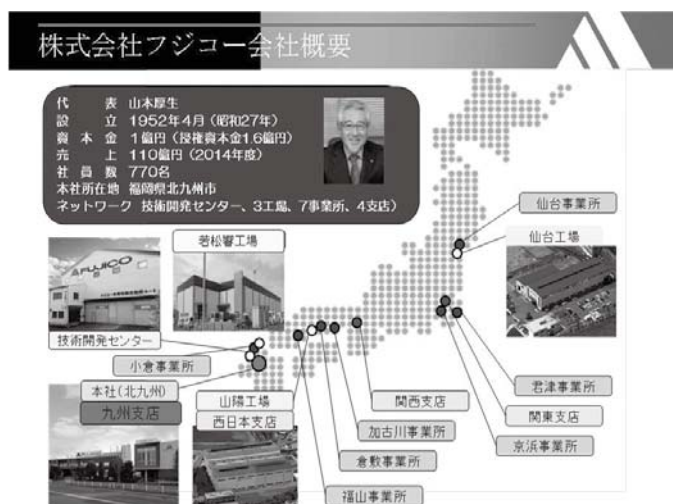 株式会社フジコー会社概要
代表 山本厚生
設立 1952年4月(昭和27年)
資本金 1億円(授権資本金1.6億円)
売上 110億円(2014年度)
社員数 770名
本社所在地 福岡県北九州市
ネットワーク 技術開発センター、3工場、7事業所、4支店)
仙台事業所
仙台工場
若松響工場
FUJICO
技術開発センター
小倉事業所
本社(北九州)
九州支店
山陽工場
西日本支店
関西支店
加古川事業所
倉敷事業所
福山事業所
君津事業所
関東支店
京浜事業所